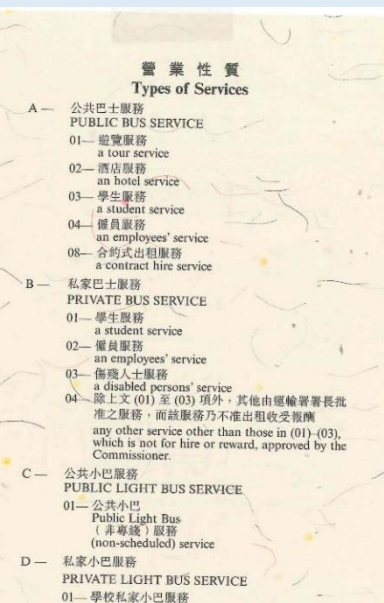 營業性質
Types of Services
A — 公共巴士服務
PUBLIC BUS SERVICE
01— 遊覽服務
a tour service
02— 酒店服務
an hotel service
03— 學生服務
a student service
04— 僱員服務
an employees' service
08— 合約式出租服務
a contract hire service
B — 私家巴士服務
PRIVATE BUS SERVICE
01— 學生服務
a student service
02— 僱員服務
an employees' service
03— 傷殘人士服務
a disabled persons' service
04— 除上文 (01) 至 (03) 項外，其他由運輸署署長批
准之服務，而該服務乃不准出租收受報酬
any other service other than those in (01)–(03),
which is not for hire or reward, approved by the
Commissioner.
C — 公共小巴服務
PUBLIC LIGHT BUS SERVICE
01— 公共小巴
Public Light Bus
（非專綫）服務
(non-scheduled) service
D — 私家小巴服務
PRIVATE LIGHT BUS SERVICE
01— 學校私家小巴服務